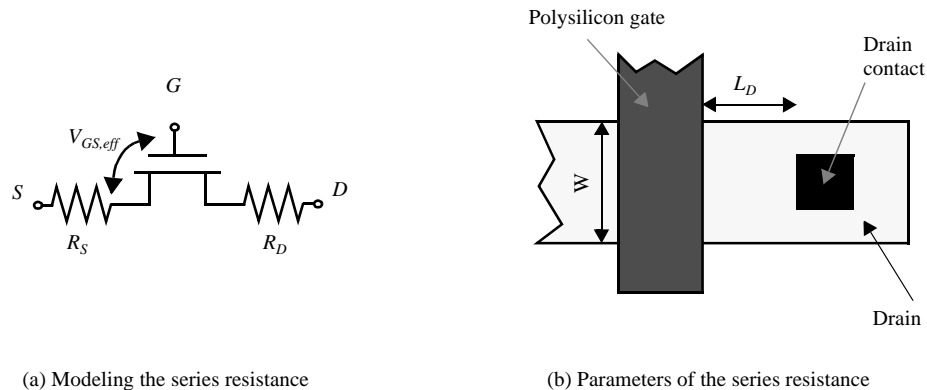 Polysilicon gate
Drain
contact
G
L_D
V_GS,eff
S
D
W
R_S
R_D
Drain
(a) Modeling the series resistance
(b) Parameters of the series resistance